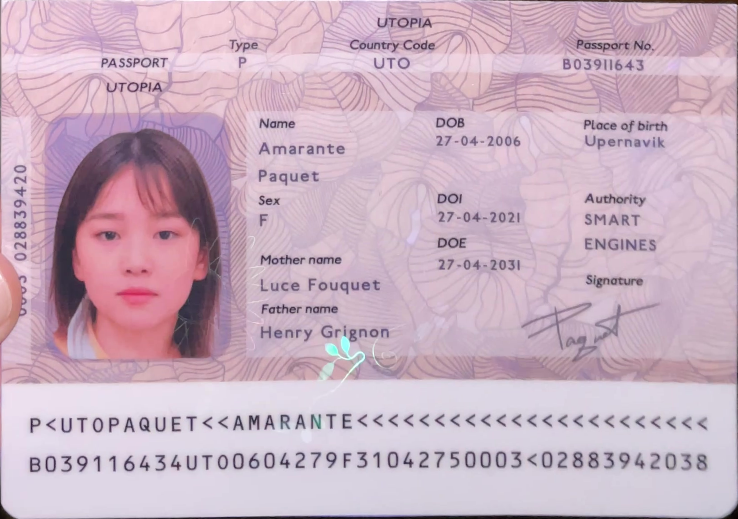 UTOPIA
Type Country Code Passport No.
PASSPORT P UTO B03911643
UTOPIA
Name DOB Place of birth
Amarante 27-04-2006 Upernavik
Paquet
Sex DOI Authority
F 27-04-2021 SMART
DOE ENGINES
Mother name 27-04-2031
Luce Fouquet Signature
Father name
Henry Grignon
Paquet
0003 028839420
P<UTOPAQUET<<AMARANTE<<<<<<<<<<<<<<<<<<<<<<<
B039116434UTO0604279F31042750003<02883942038